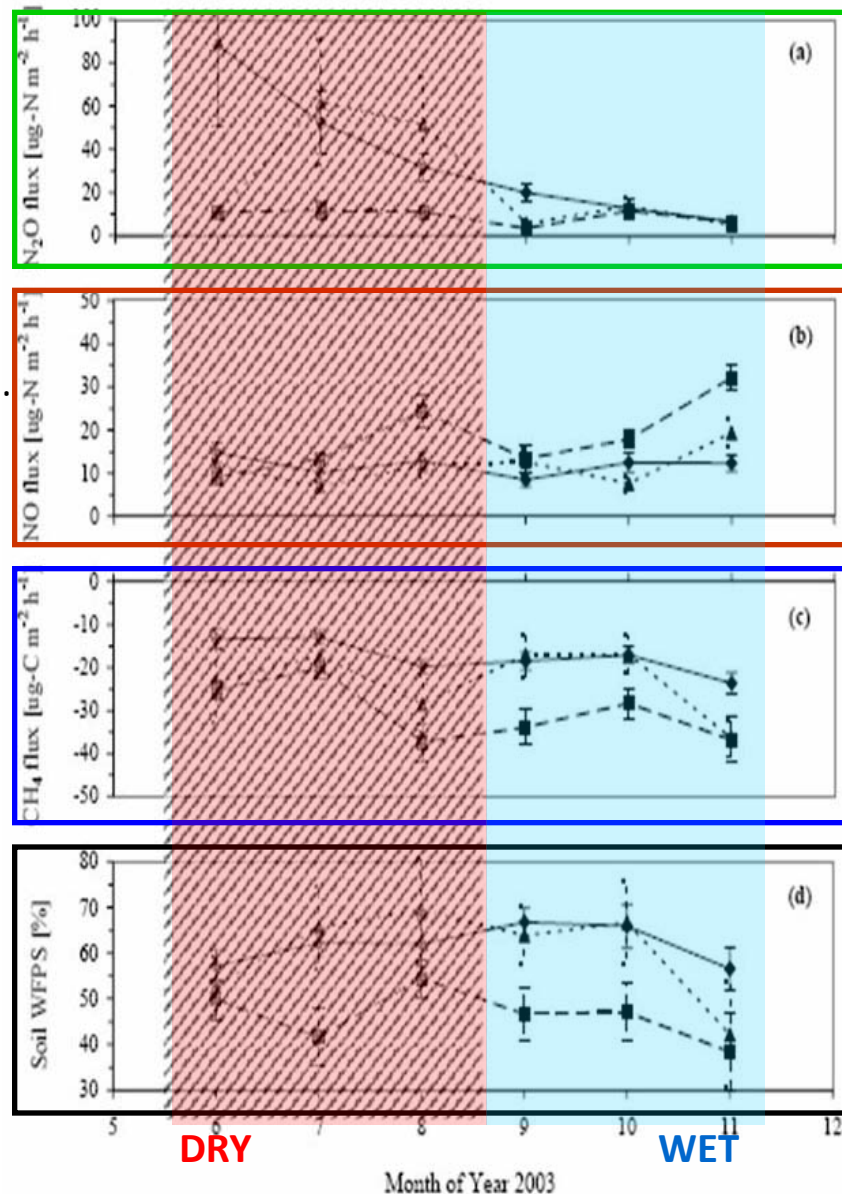 N₂O flux [ug-N m⁻² h⁻¹]
100
80
60
40
20
0
(a)
NO flux [ug-N m⁻² h⁻¹]
50
40
30
20
10
0
(b)
CH₄ flux [ug-C m⁻² h⁻¹]
0
-10
-20
-30
-40
-50
(c)
Soil WFPS [%]
80
70
60
50
40
30
(d)
5 6 7 8 9 10 11 12
DRY WET
Month of Year 2003